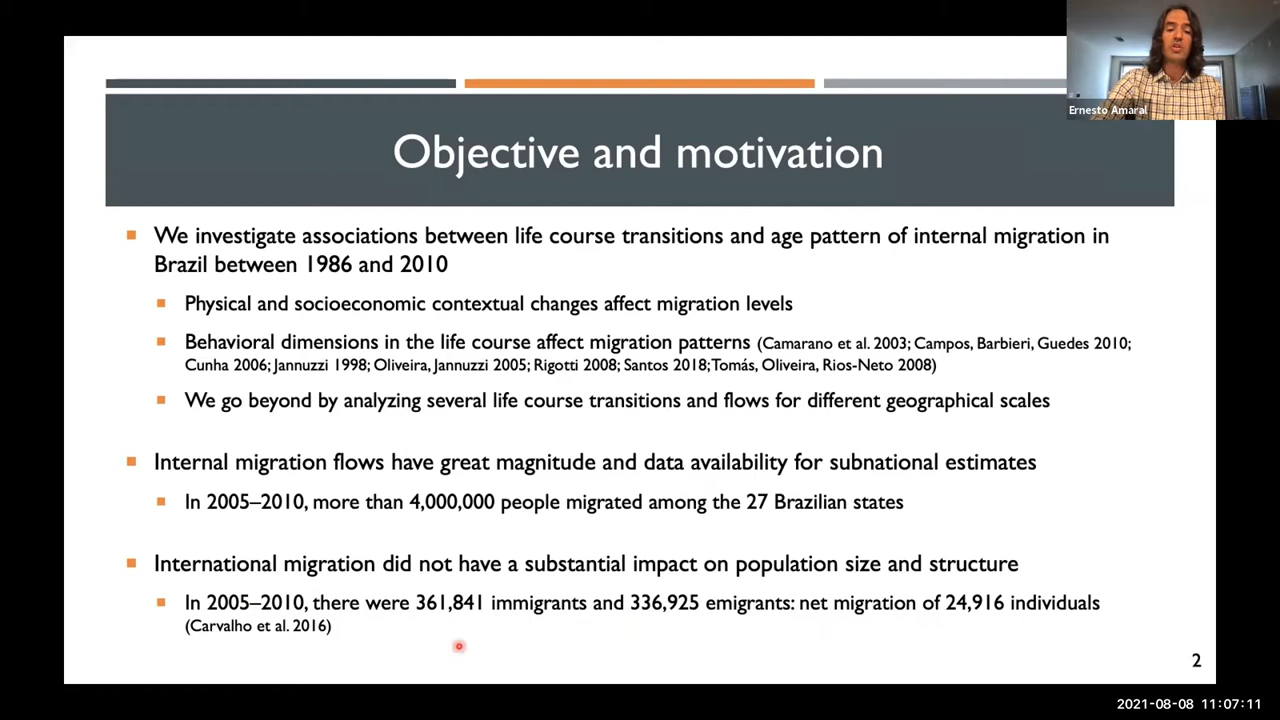 Ernesto Amaral
Objective and motivation
We investigate associations between life course transitions and age pattern of internal migration in
Brazil between 1986 and 2010
Physical and socioeconomic contextual changes affect migration levels
Behavioral dimensions in the life course affect migration patterns (Camarano et al. 2003; Campos, Barbieri, Guedes 2010;
Cunha 2006; Jannuzzi 1998; Oliveira, Jannuzzi 2005; Rigotti 2008; Santos 2018; Tomás, Oliveira, Rios-Neto 2008)
We go beyond by analyzing several life course transitions and flows for different geographical scales
Internal migration flows have great magnitude and data availability for subnational estimates
In 2005–2010, more than 4,000,000 people migrated among the 27 Brazilian states
International migration did not have a substantial impact on population size and structure
In 2005–2010, there were 361,841 immigrants and 336,925 emigrants: net migration of 24,916 individuals
(Carvalho et al. 2016)
2
2021-08-08 11:07:11